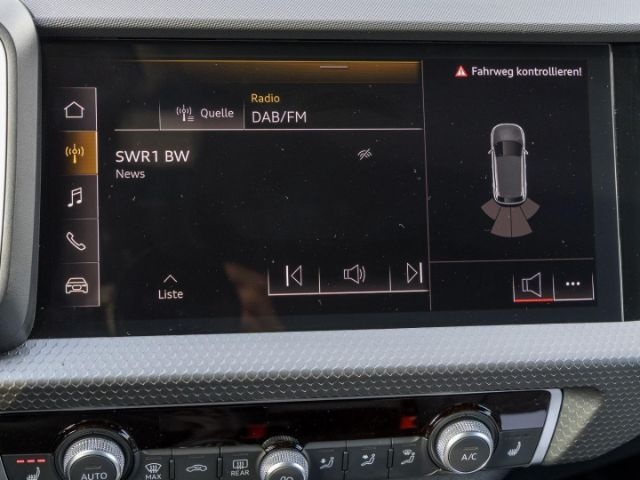 Fahrweg kontrollieren!
Radio
Quelle
DAB/FM
SWR1 BW
News
Liste
AUTO
MAX
REAR
A/C